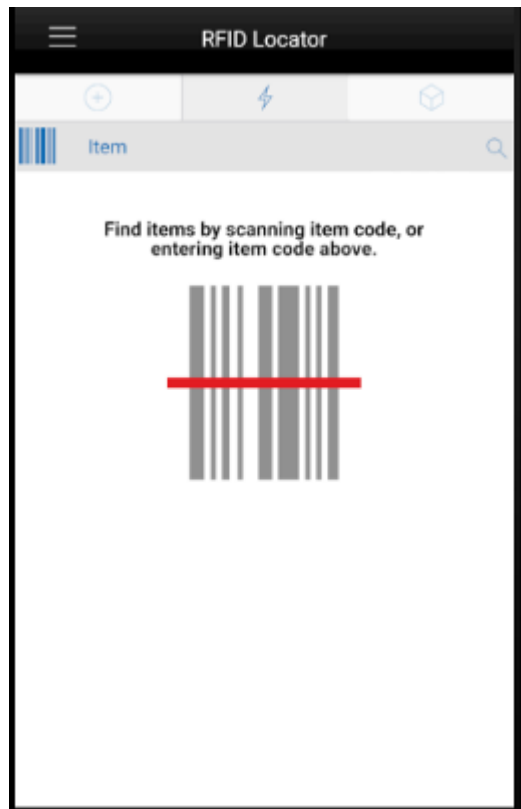 RFID Locator
Item
Find items by scanning item code, or
entering item code above.